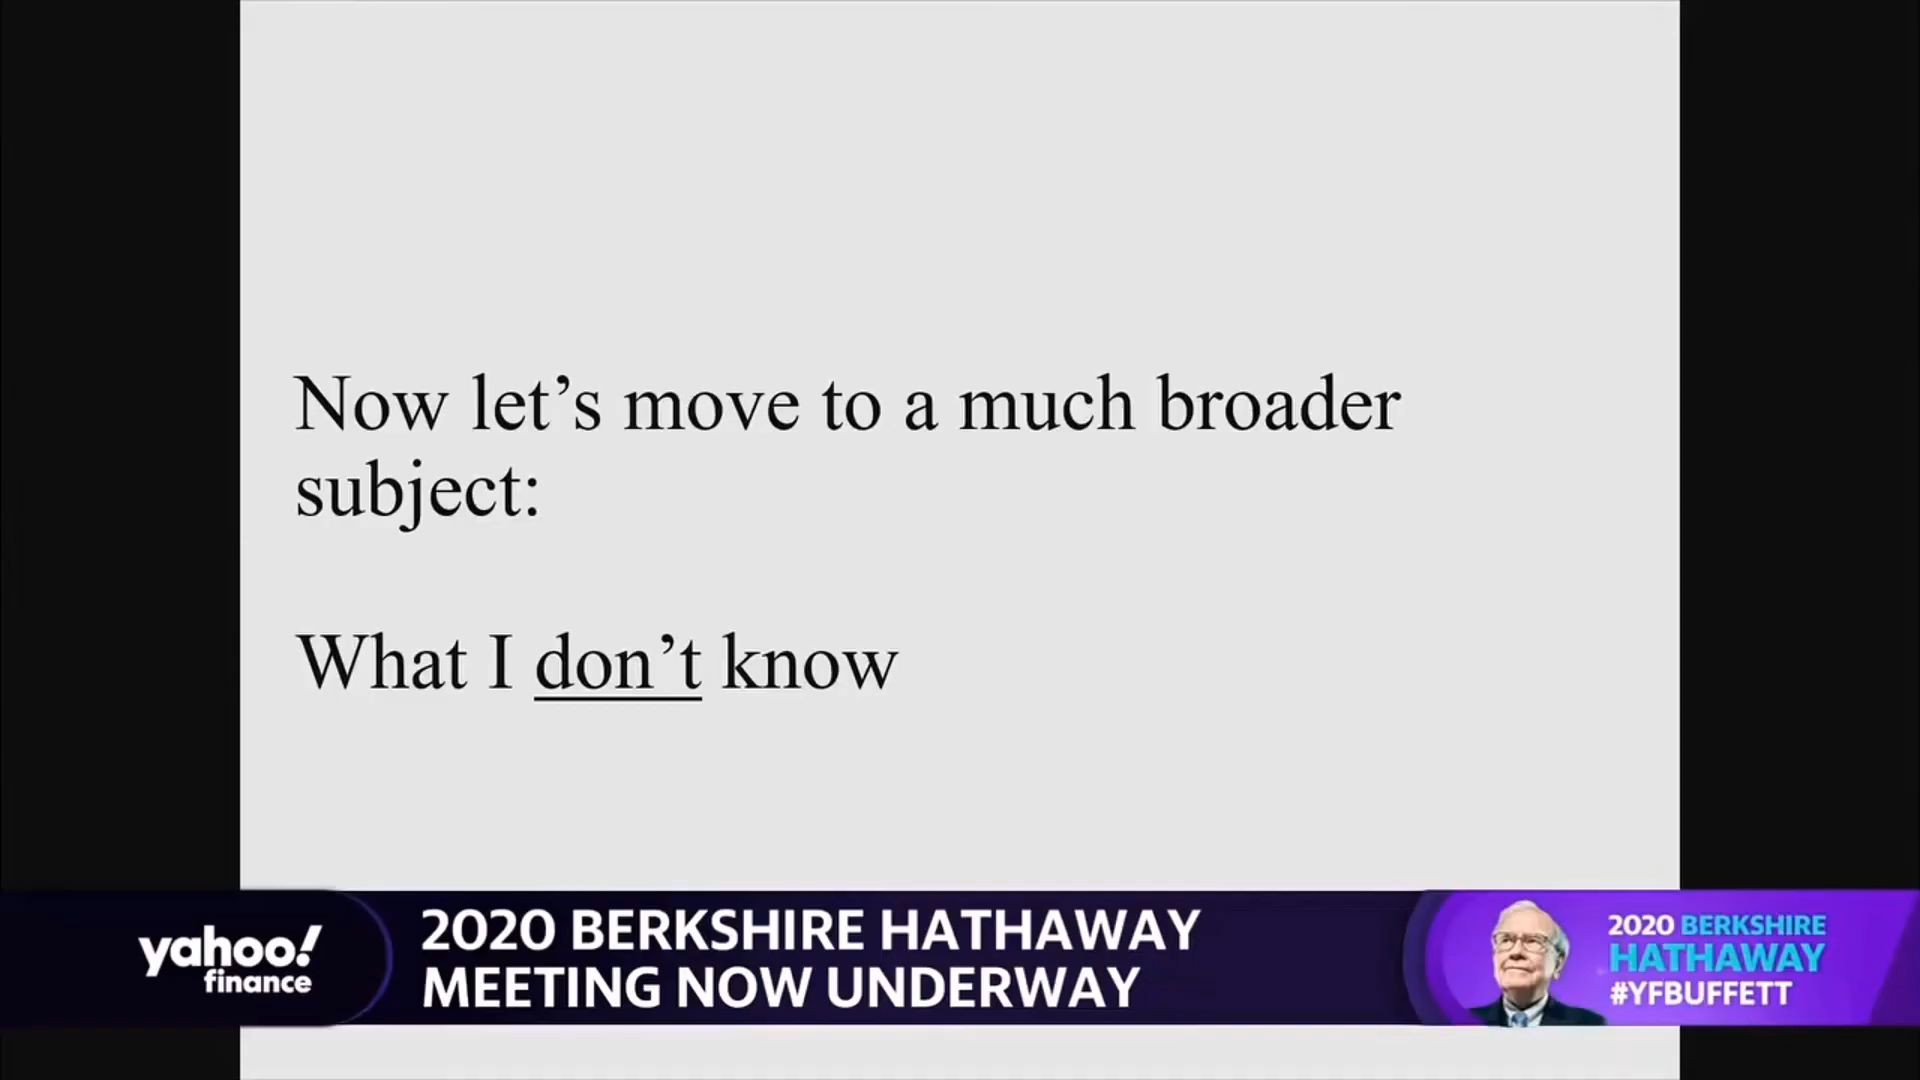 Now let’s move to a much broader
subject:
What I don’t know
yahoo!
finance
2020 BERKSHIRE HATHAWAY
MEETING NOW UNDERWAY
2020 BERKSHIRE
HATHAWAY
#YFBUFFETT